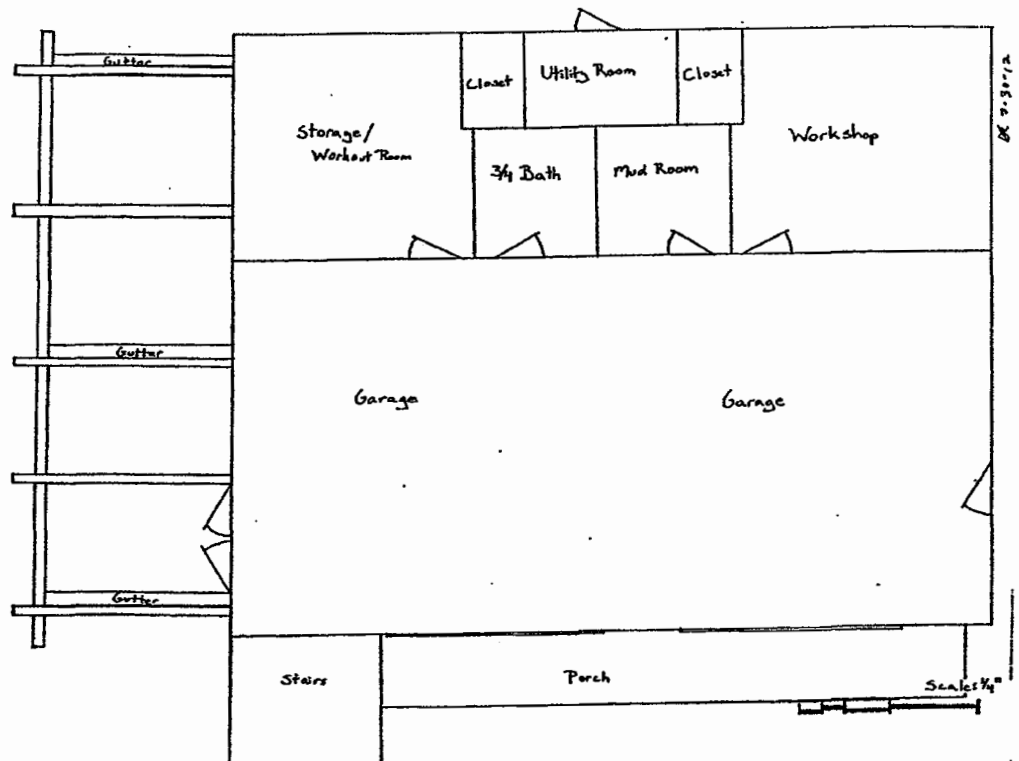 Gutter
Closet
Utility Room
Closet
Storage/
Workout Room
3/4 Bath
Mud Room
Workshop
Gutter
Garage
Garage
Gutter
Stairs
Porch
Scale: 1/4"